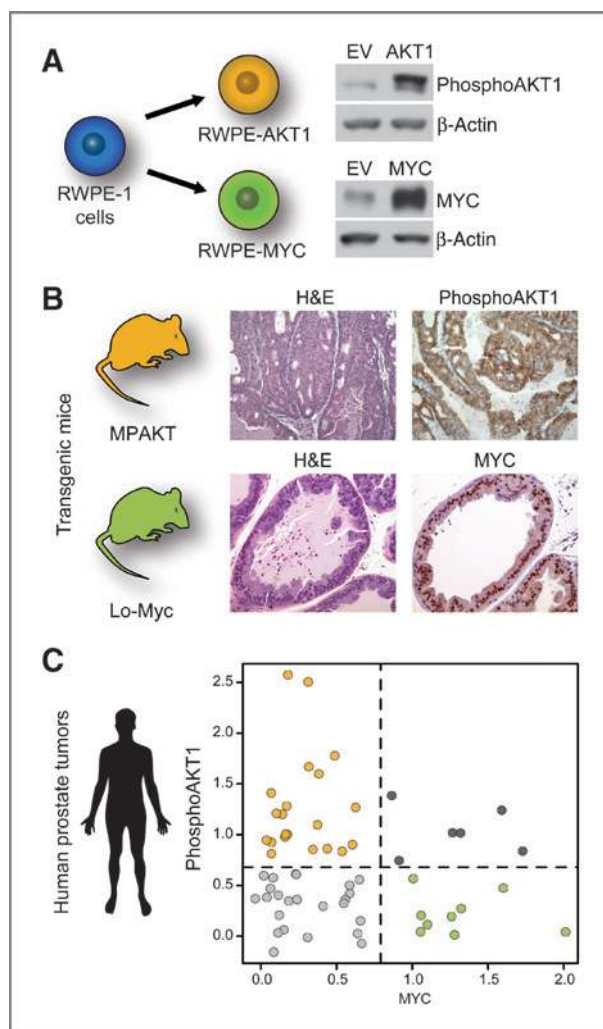 A
RWPE-1
cells
RWPE-AKT1
RWPE-MYC
EV AKT1
PhosphoAKT1
β-Actin
EV MYC
MYC
β-Actin
B
Transgenic mice
MPAKT
H&E
PhosphoAKT1
Lo-Myc
H&E
MYC
C
Human prostate tumors
PhosphoAKT1
2.5
2.0
1.5
1.0
0.5
0.0
0.0 0.5 1.0 1.5 2.0
MYC